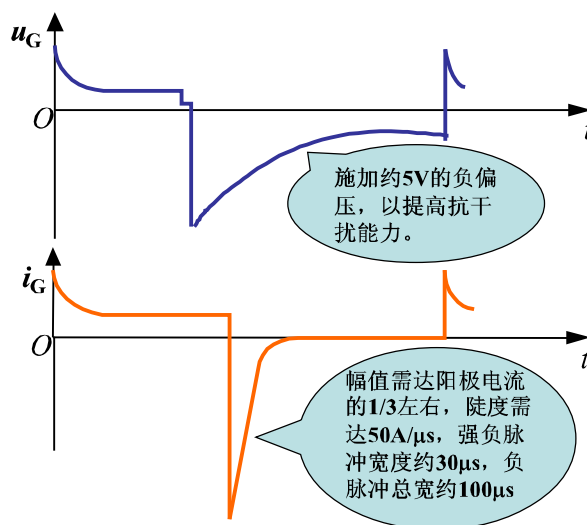 uG
O
t
施加约5V的负偏
压，以提高抗干
扰能力。
iG
O
t
幅值需达阳极电流
的1/3左右，陡度需
达50A/μs，强负脉
冲宽度约30μs，负
脉冲总宽约100μs